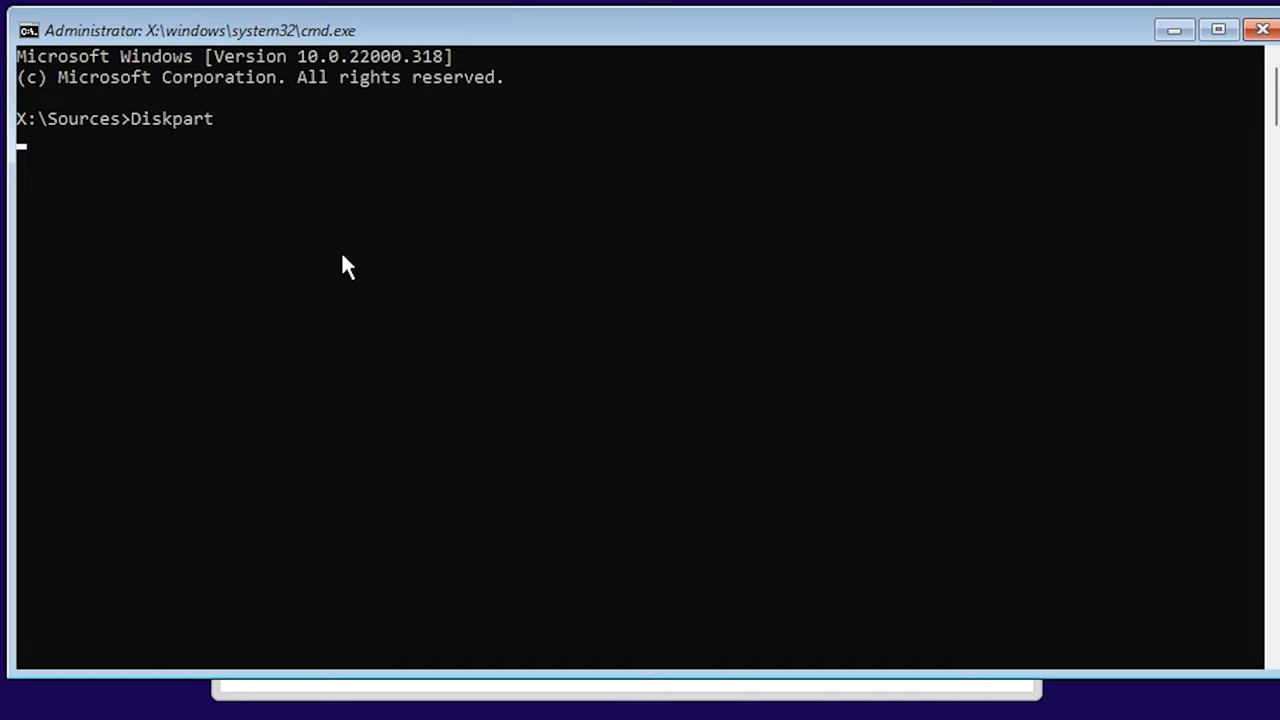 Administrator: X:\windows\system32\cmd.exe
Microsoft Windows [Version 10.0.22000.318]
(c) Microsoft Corporation. All rights reserved.
X:\Sources>Diskpart